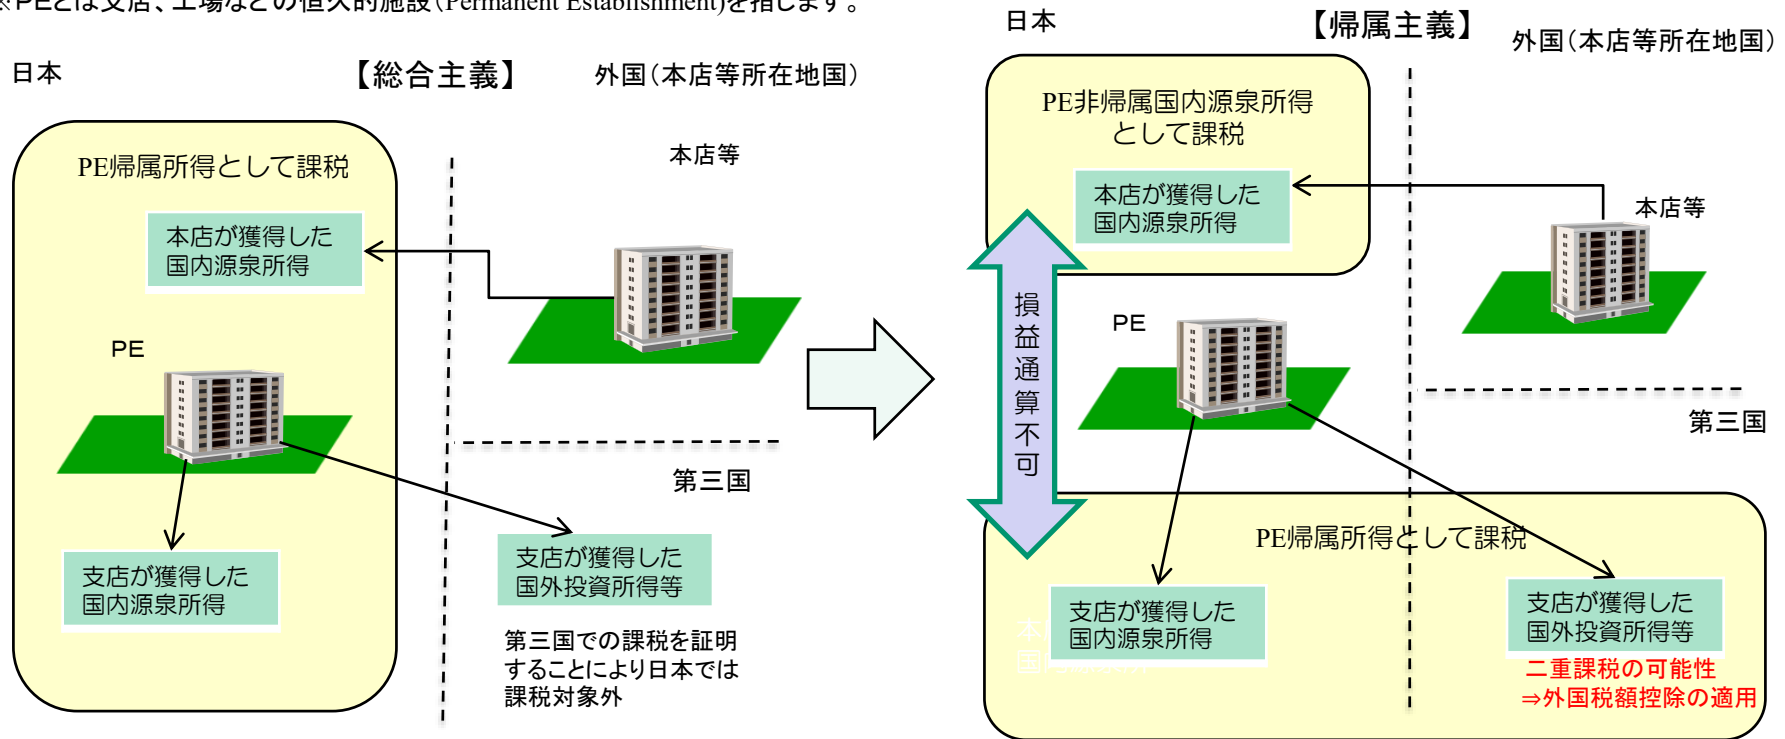 ※PEとは支店、工場などの恒久的施設(Permanent Establishment)を指します。
日本
【総合主義】
外国(本店等所在地国)
PE帰属所得として課税
本店等
本店が獲得した
国内源泉所得
PE
第三国
支店が獲得した
国内源泉所得
支店が獲得した
国外投資所得等
第三国での課税を証明
することにより日本では
課税対象外
日本
【帰属主義】
外国(本店等所在地国)
PE非帰属国内源泉所得
として課税
本店が獲得した
国内源泉所得
本店等
損益通算不可
PE
第三国
PE帰属所得として課税
支店が獲得した
国内源泉所得
支店が獲得した
国外投資所得等
二重課税の可能性
⇒外国税額控除の適用